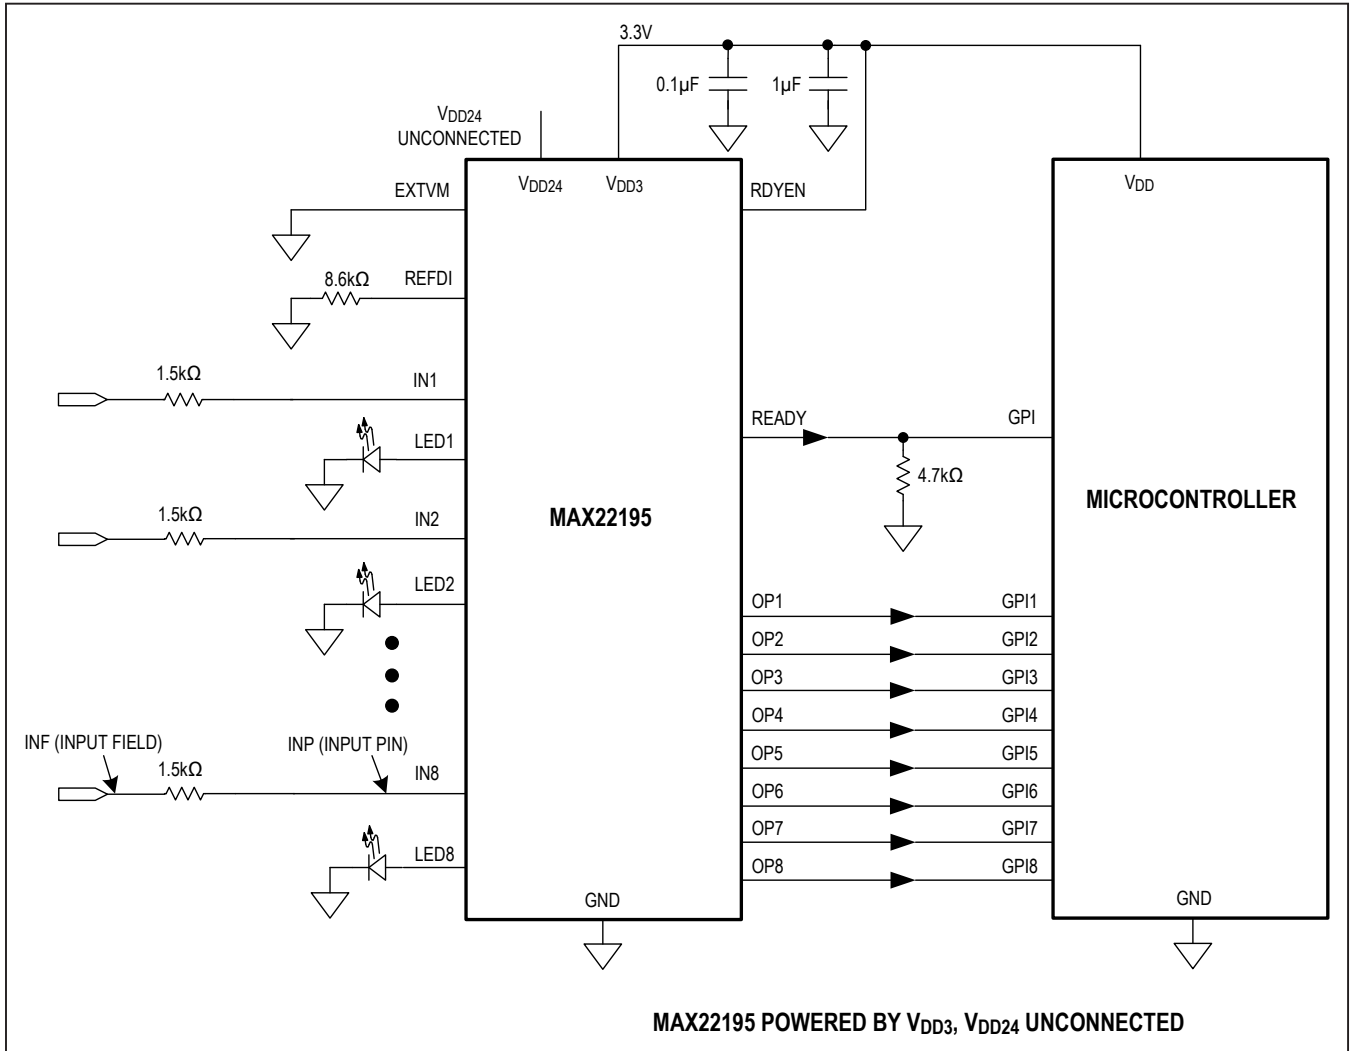 3.3V
0.1µF
1µF
VDD24
UNCONNECTED
EXTVM
VDD24
VDD3
RDYEN
VDD
8.6kΩ
REFDI
1.5kΩ
IN1
READY
GPI
LED1
4.7kΩ
1.5kΩ
IN2
MAX22195
MICROCONTROLLER
LED2
OP1
GPI1
OP2
GPI2
OP3
GPI3
OP4
GPI4
INF (INPUT FIELD)
INP (INPUT PIN)
1.5kΩ
IN8
OP5
GPI5
OP6
GPI6
OP7
GPI7
LED8
OP8
GPI8
GND
GND
MAX22195 POWERED BY VDD3, VDD24 UNCONNECTED